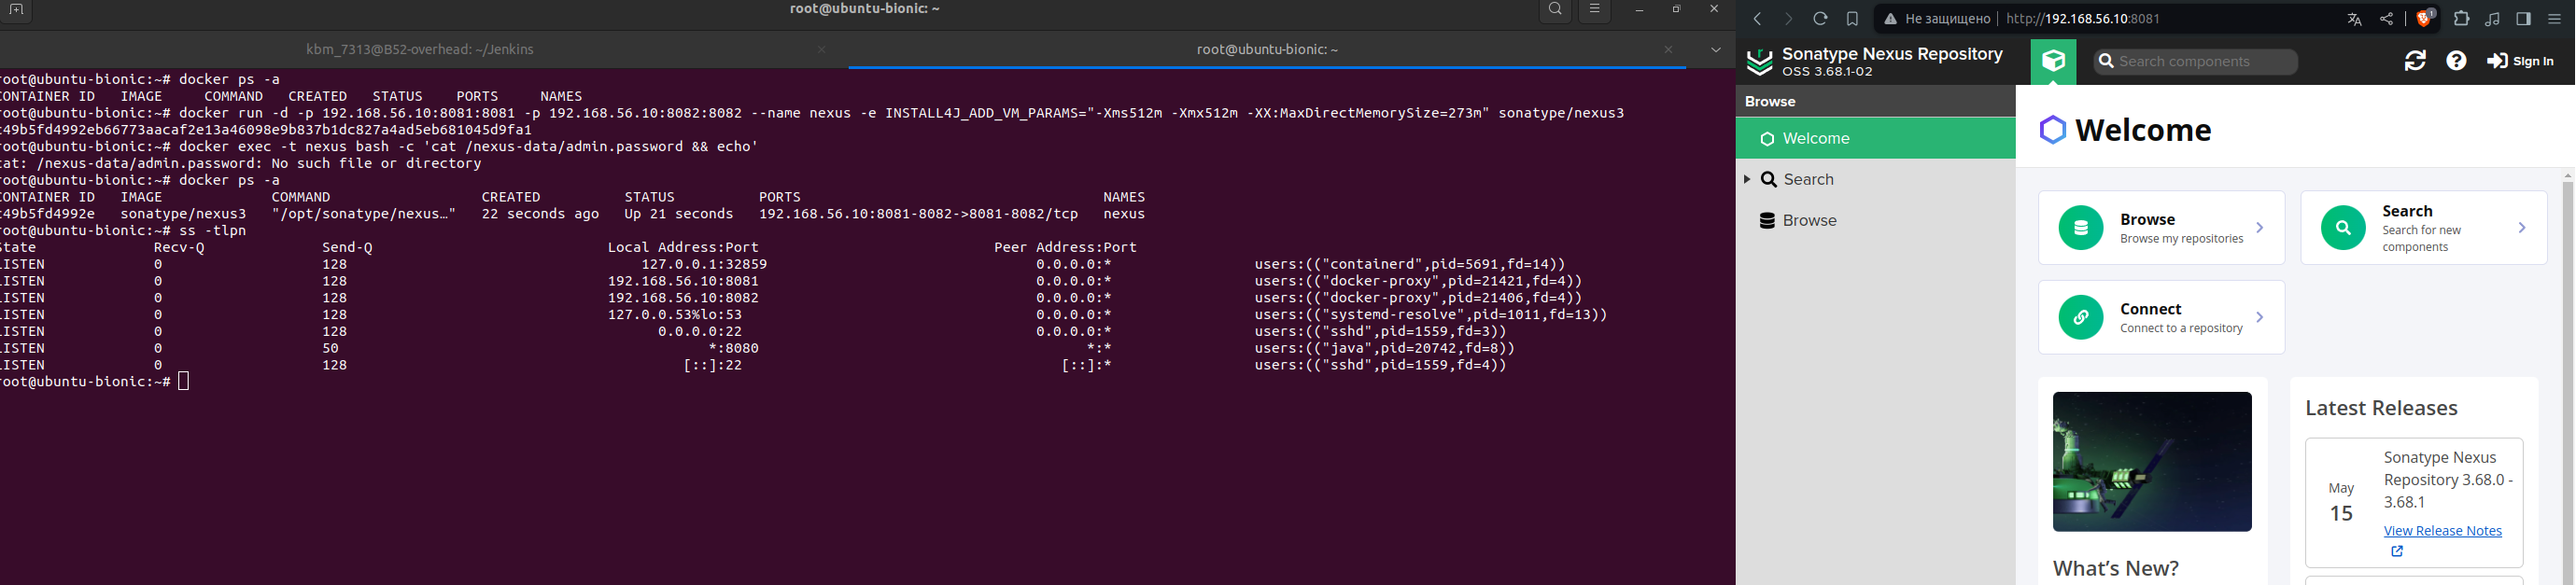 root@ubuntu-bionic: ~
kbm_7313@B52-overhead: ~/Jenkins
root@ubuntu-bionic: ~
root@ubuntu-bionic:~# docker ps -a
CONTAINER ID   IMAGE     COMMAND   CREATED   STATUS    PORTS     NAMES
root@ubuntu-bionic:~# docker run -d -p 192.168.56.10:8081:8081 -p 192.168.56.10:8082:8082 --name nexus -e INSTALL4J_ADD_VM_PARAMS="-Xms512m -Xmx512m -XX:MaxDirectMemorySize=273m" sonatype/nexus3
c49b5fd4992eb66773aacaf2e13a46098e9b837b1dc827a4ad5eb681045d9fa1
root@ubuntu-bionic:~# docker exec -t nexus bash -c 'cat /nexus-data/admin.password && echo'
cat: /nexus-data/admin.password: No such file or directory
root@ubuntu-bionic:~# docker ps -a
CONTAINER ID   IMAGE             COMMAND                  CREATED          STATUS          PORTS                                    NAMES
c49b5fd4992e   sonatype/nexus3   "/opt/sonatype/nexus…"   22 seconds ago   Up 21 seconds   192.168.56.10:8081-8082->8081-8082/tcp   nexus
root@ubuntu-bionic:~# ss -tlpn
State   Recv-Q   Send-Q   Local Address:Port   Peer Address:Port
LISTEN   0   128   127.0.0.1:32859   0.0.0.0:*   users:(("containerd",pid=5691,fd=14))
LISTEN   0   128   192.168.56.10:8081   0.0.0.0:*   users:(("docker-proxy",pid=21421,fd=4))
LISTEN   0   128   192.168.56.10:8082   0.0.0.0:*   users:(("docker-proxy",pid=21406,fd=4))
LISTEN   0   128   127.0.0.53%lo:53   0.0.0.0:*   users:(("systemd-resolve",pid=1011,fd=13))
LISTEN   0   128   0.0.0.0:22   0.0.0.0:*   users:(("sshd",pid=1559,fd=3))
LISTEN   0   50   *:8080   *:*   users:(("java",pid=20742,fd=8))
LISTEN   0   128   [::]:22   [::]:*   users:(("sshd",pid=1559,fd=4))
root@ubuntu-bionic:~#
Не защищено
http://192.168.56.10:8081
1
Sonatype Nexus Repository
OSS 3.68.1-02
Search components
Sign in
Browse
Welcome
Search
Browse
Welcome
Browse
Browse my repositories
Search
Search for new
components
Connect
Connect to a repository
What's New?
Latest Releases
May
15
Sonatype Nexus
Repository 3.68.0 -
3.68.1
View Release Notes